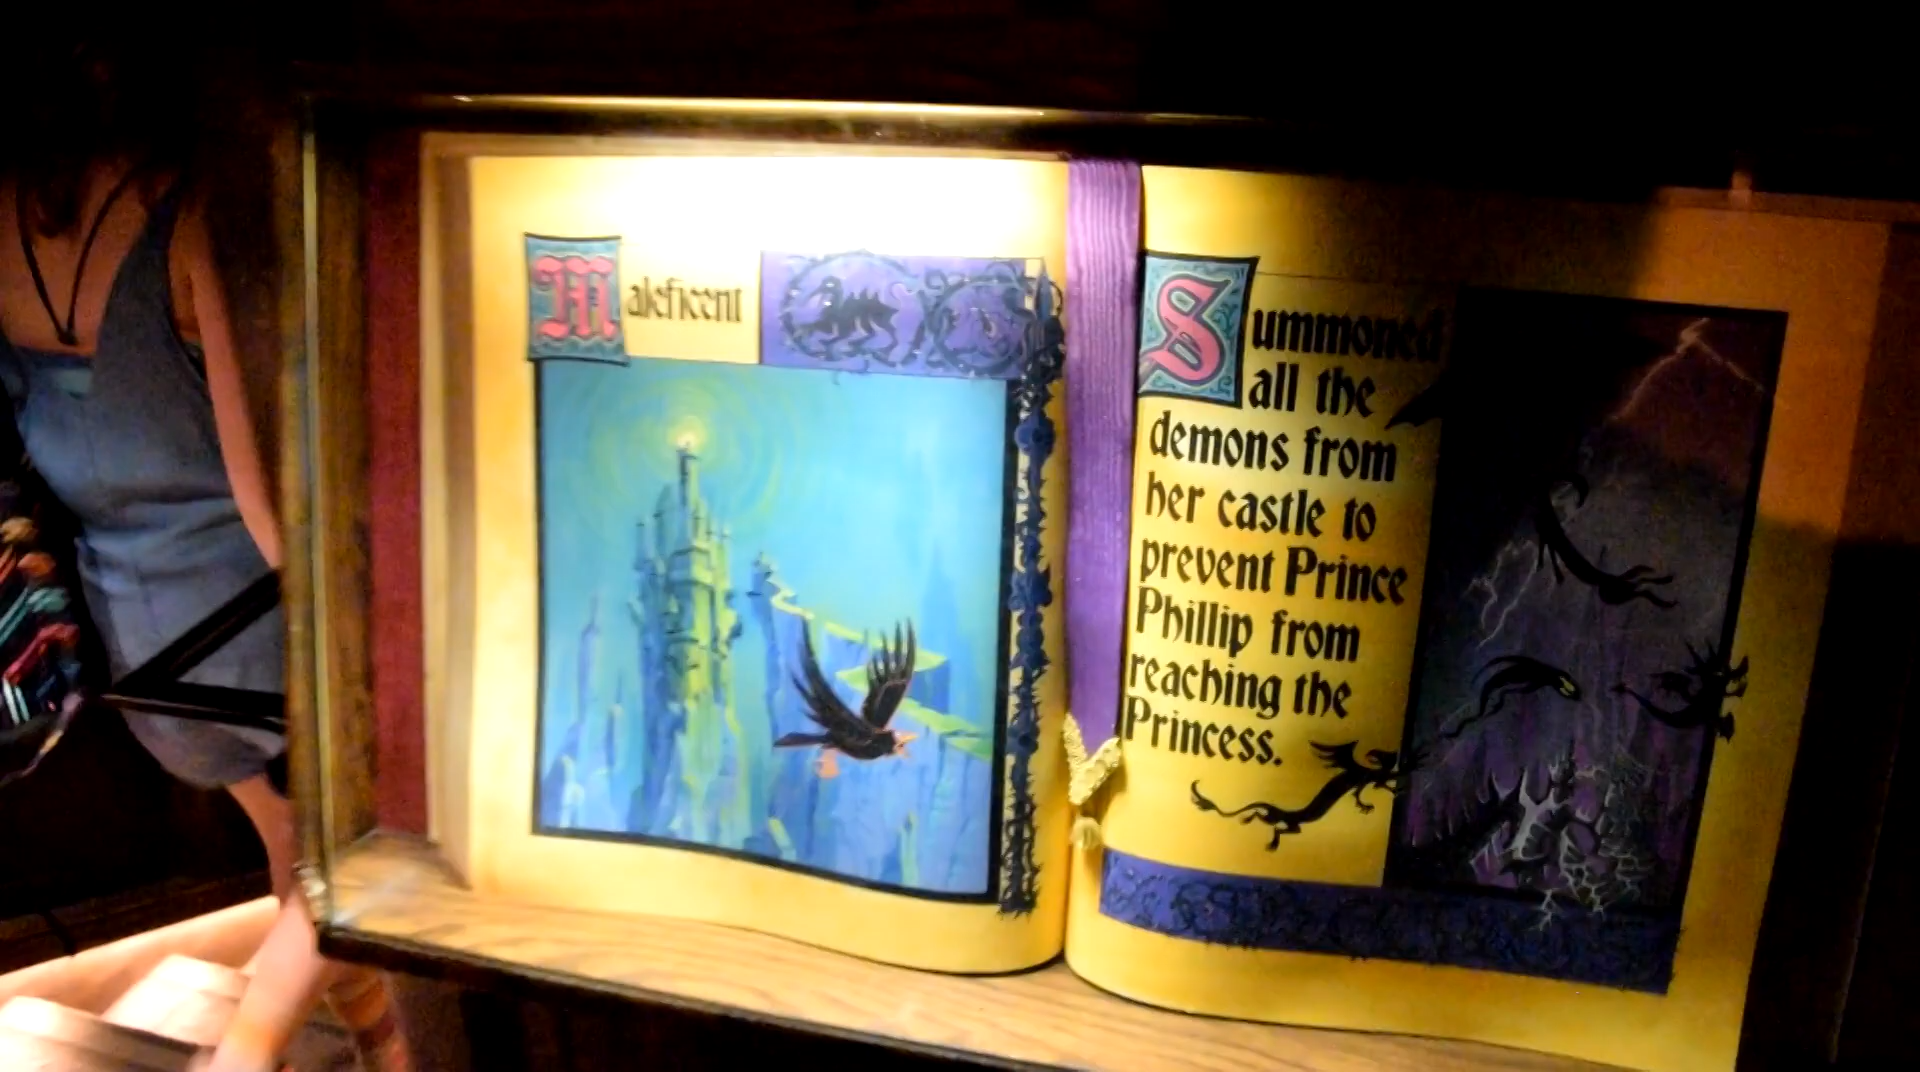 Maleficent
Summoned
all the
demons from
her castle to
prevent Prince
Phillip from
reaching the
Princess.